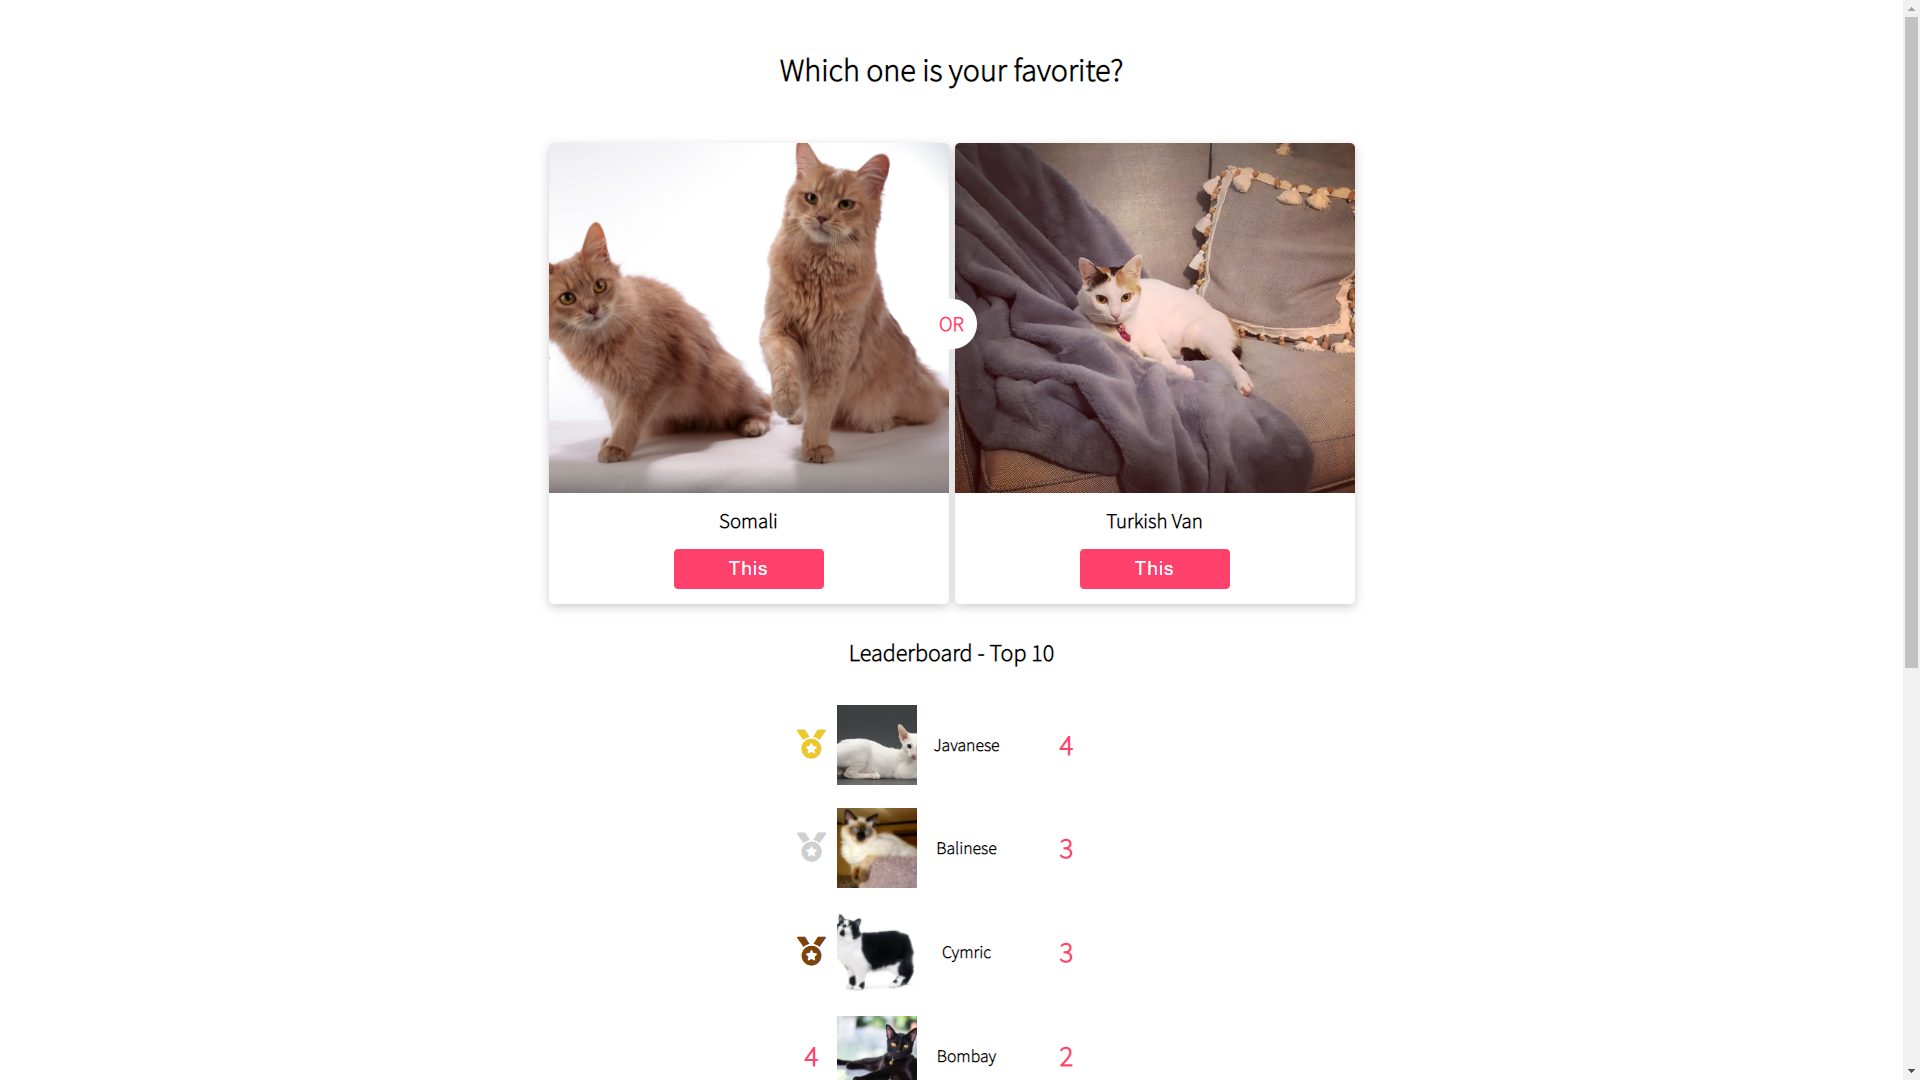 Which one is your favorite?
OR
Somali
Turkish Van
This
This
Leaderboard - Top 10
Javanese 4
Balinese 3
Cymric 3
4 Bombay 2